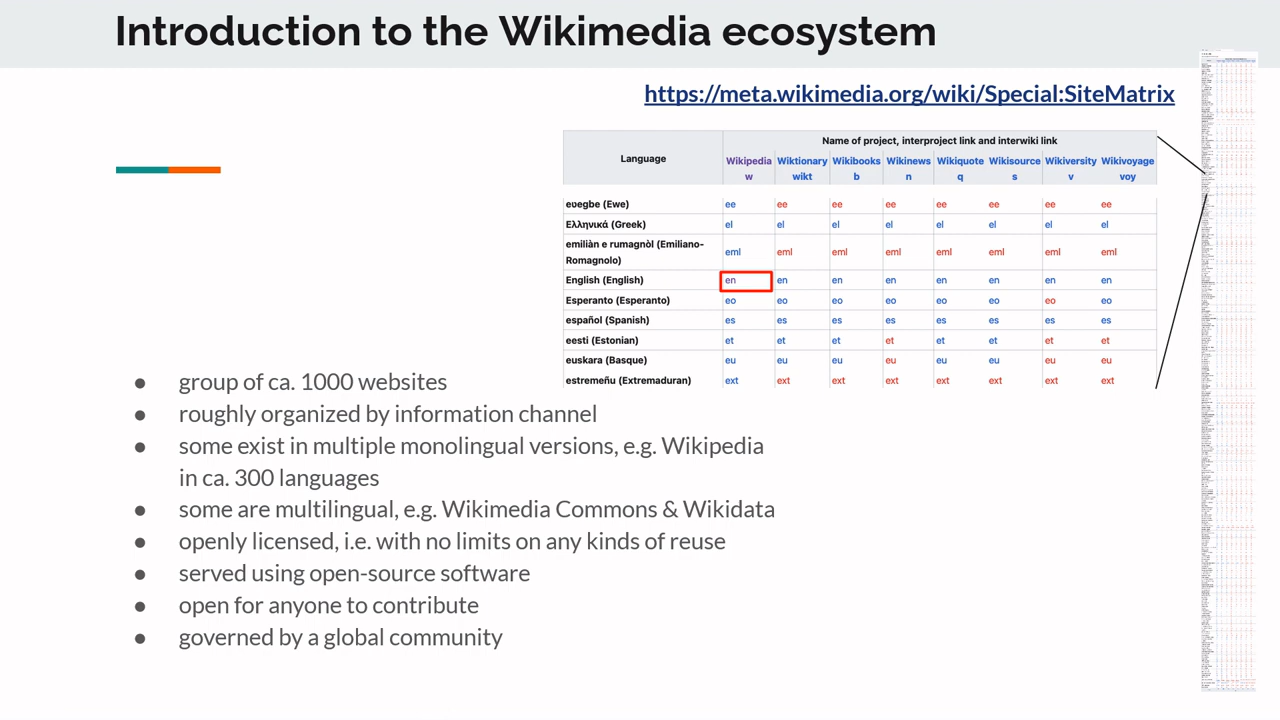 Introduction to the Wikimedia ecosystem
https://meta.wikimedia.org/wiki/Special:SiteMatrix
Language
Name of project, interproject link and interwiki link
Wikipedia Wiktionary Wikibooks Wikinews Wikiquote Wikisource Wikiversity Wikivoyage
w wikt b n q s v voy
eʋegbe (Ewe) ee ee ee ee ee ee ee ee
Ελληνικά (Greek) el el el el el el el el
emiliàn e rumagnòl (Emiliano-
Romagnolo) eml eml eml eml eml eml eml eml
English (English) en en en en en en en en
Esperanto (Esperanto) eo eo eo eo eo eo eo eo
español (Spanish) es es es es es es es es
eesti (Estonian) et et et et et et et et
euskara (Basque) eu eu eu eu eu eu eu eu
estremeñu (Extremaduran) ext ext ext ext ext ext ext ext
● group of ca. 1000 websites
● roughly organized by information channel
● some exist in multiple monolingual versions, e.g. Wikipedia
in ca. 300 languages
● some are multilingual, e.g. Wikimedia Commons & Wikidata
● openly licensed, i.e. with no limits on any kinds of reuse
● served using open-source software
● open for anyone to contribute
● governed by a global community